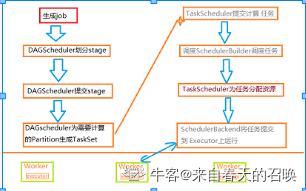 生成job
DAGScheduler划分stage
DAGScheduler提交stage
DAGscheduler为需要计算
的Partition生成TaskSet
TaskScheduler提交计算 任务
调度SchedulerBuilder调度任务
TaskScheduler为任务分配资源
SchedulerBackend将任务提交
到 Executor上运行
Worker
Worker
Worker
牛客@来自春天的召唤